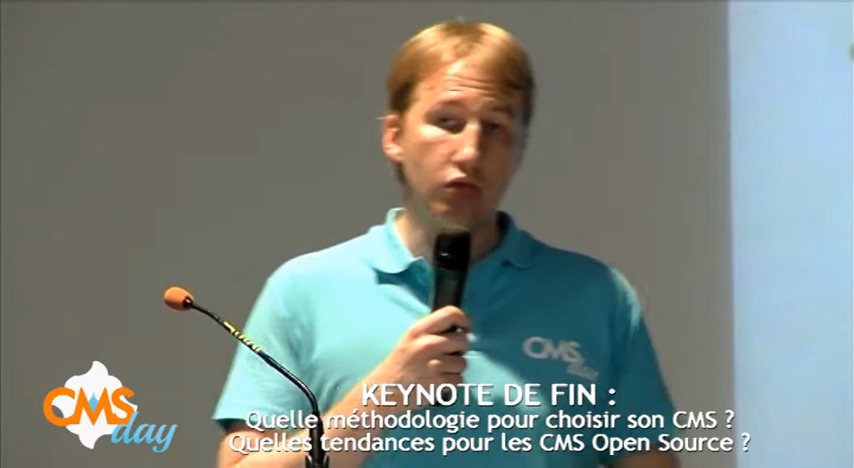 CMS
day
KEYNOTE DE FIN :
Quelle méthodologie pour choisir son CMS ?
Quelles tendances pour les CMS Open Source ?
CMS
day